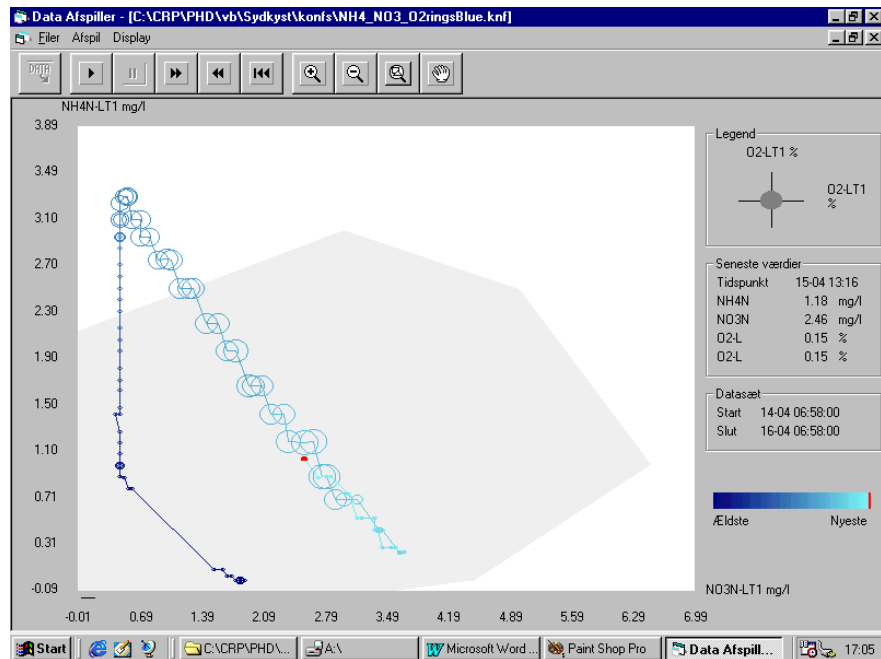 Data Afspiller - [C:\CRP\PHD\vb\Sydkyst\konfs\NH4_NO3_O2ringsBlue.knf]
Filer Afspil Display
DATA
NH4N-LT1 mg/l
3.89
3.49
3.10
2.70
2.30
1.90
1.50
1.10
0.71
0.31
-0.09
-0.01 0.69 1.39 2.09 2.79 3.49 4.19 4.89 5.59 6.29 6.99
NO3N-LT1 mg/l
Legend
O2-LT1 %
O2-LT1
%
Seneste værdier
Tidspunkt 15-04 13:16
NH4N 1.18 mg/l
NO3N 2.46 mg/l
O2-L 0.15 %
O2-L 0.15 %
Datasæt
Start 14-04 06:58:00
Slut 16-04 06:58:00
Ældste Nyeste
Start C:\CRP\PHD\... A:\ Microsoft Word ... Paint Shop Pro Data Afspill... 17:05